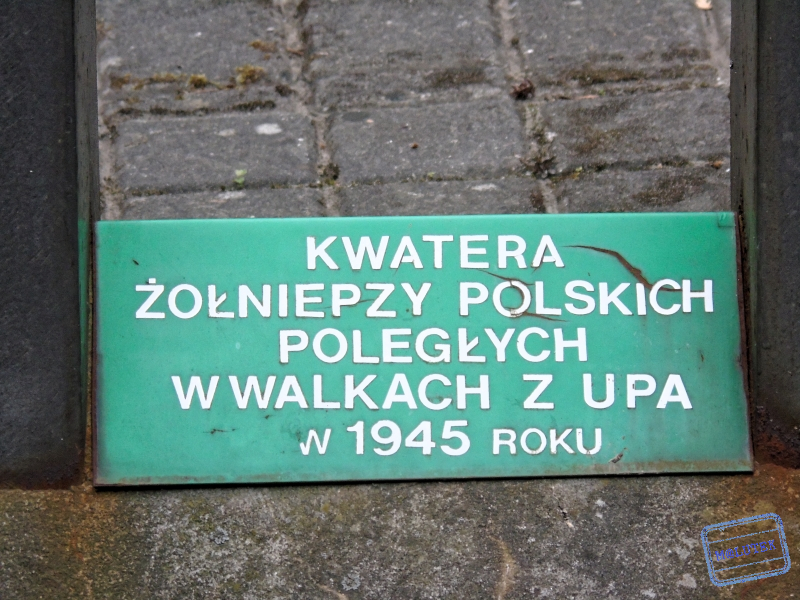 KWATERA
ŻOŁNIEPZY POLSKICH
POLEGŁYCH
W WALKACH Z UPA
W 1945 ROKU